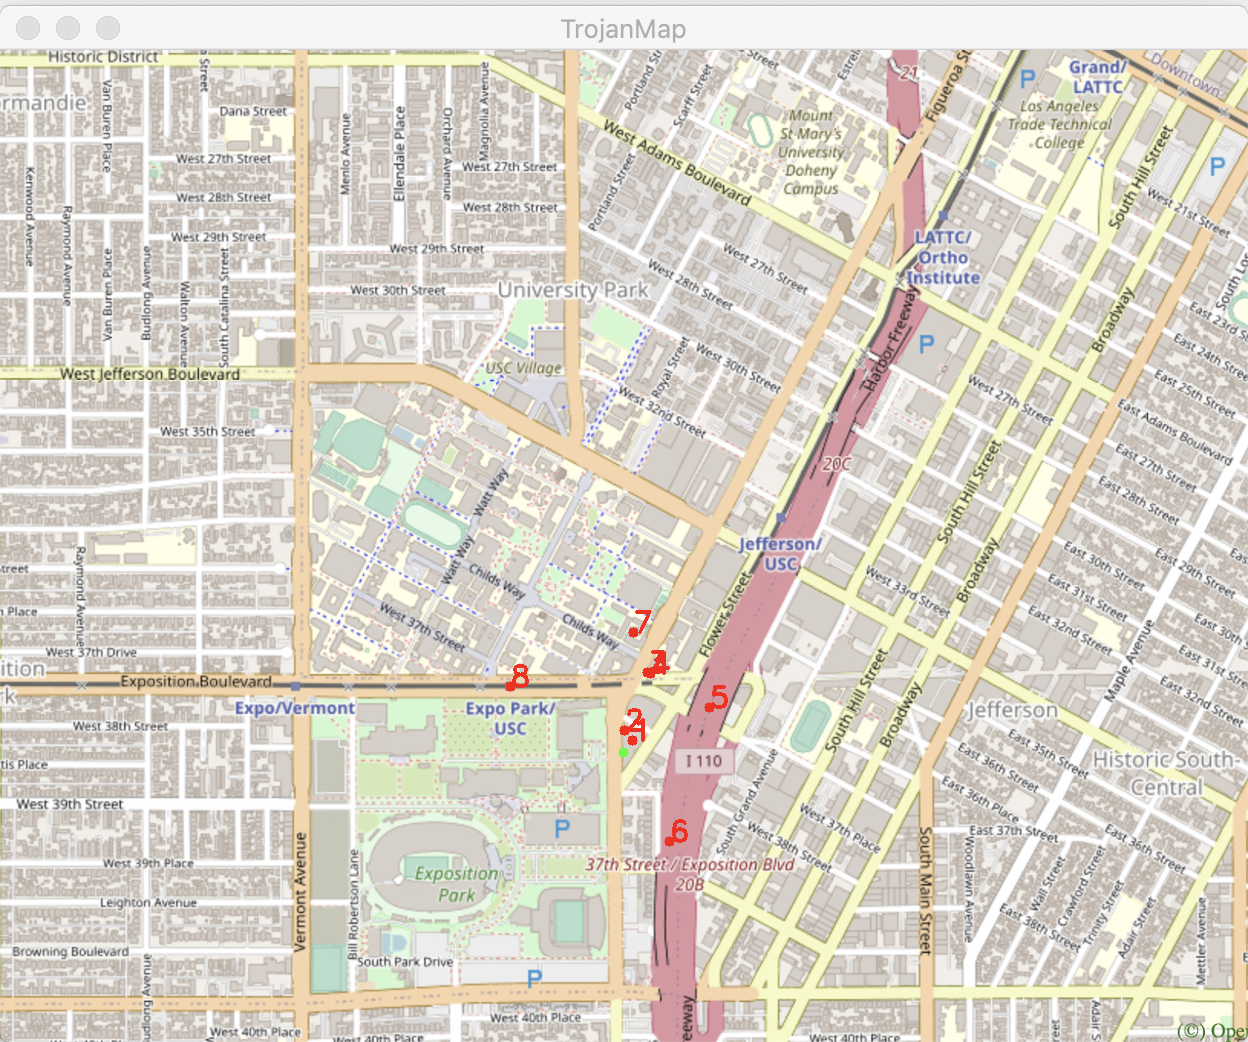 TrojanMap
Historic District
Street
Portland St
Estrel
21
Figueroa St
P
Grand/
LATTC
Downtown
ormandie
Van Buren Place
Dana Street
Menlo Avenue
Ellendale Place
Orchard Avenue
Magnolia Avenue
Scarff Street
Mount
St Mary's
University
Doheny
Campus
Los Angeles
Trade Technical
College
South Hill Street
P
West 27th Street
West 27th Street
West Adams Boulevard
Portland Street
Kenwood Avenue
Raymond Avenue
West 28th Street
West 28th Street
West 21st Street
West 29th Street
West 29th Street
West 27th Street
LATTC/
Ortho
Institute
Van Buren Place
Budlong Avenue
Walton Avenue
South Catalina Street
West 30th Street
University Park
West 28th Street
Harbor Freeway
Broadway
South Lo
East 23rd Street
P
East 24th Street
West Jefferson Boulevard
USC Village
Royal Street
West 30th Street
West 27th Street
East 25th Street
West 32nd Street
East Adams Boulevard
West 35th Street
20C
South Hill Street
East 27th Street
Watt Way
East 28th Street
Watt Way
Jefferson/
USC
Broadway
East 30th Street
East 29th Street
Raymond Avenue
treet
Childs Way
West 33rd Street
East 31st Street
East 30th
Place
West 37th Street
Childs Way
7
Flower Street
East 32nd Street
Maple Avenue
West 37th Drive
ition
rk
Exposition Boulevard
8
5
South Hill Street
Broadway
East 31st
East 32nd Street
Expo/Vermont
Expo Park/
USC
2
1
Jefferson
West 38th Street
East 35th Street
Historic South-
Central
tis Place
I 110
East 36th Street
East 36th Place
West 39th Street
South Grand Avenue
West 37th Place
6
P
East 37th Street
East 36th Street
West 38th Street
West 39th Place
37th Street / Exposition Blvd
20B
Exposition
Park
Leighton Avenue
Vermont Avenue
Bill Robertson Lane
South Main Street
Woodlawn Avenue
Wall Street
Crawford Street
Trinity Street
Adair Street
East 38th Street
Mettler Avenue
Browning Boulevard
South Park Drive
P
udlong Avenue
West 40th Place
West 40th Place
West 40th Place
West 40th Place
eeway
Adair S
(©) Oper